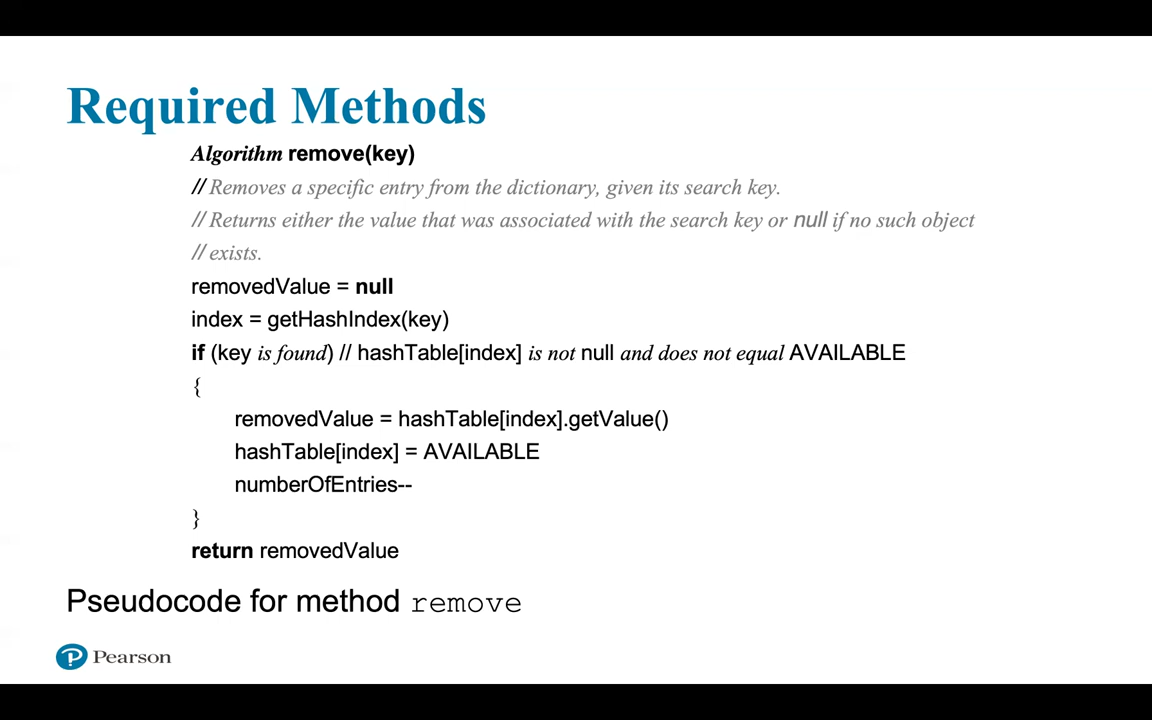 Required Methods
Algorithm remove(key)
// Removes a specific entry from the dictionary, given its search key.
// Returns either the value that was associated with the search key or null if no such object
// exists.
removedValue = null
index = getHashIndex(key)
if (key is found) // hashTable[index] is not null and does not equal AVAILABLE
{
removedValue = hashTable[index].getValue()
hashTable[index] = AVAILABLE
numberOfEntries--
}
return removedValue
Pseudocode for method remove
P Pearson